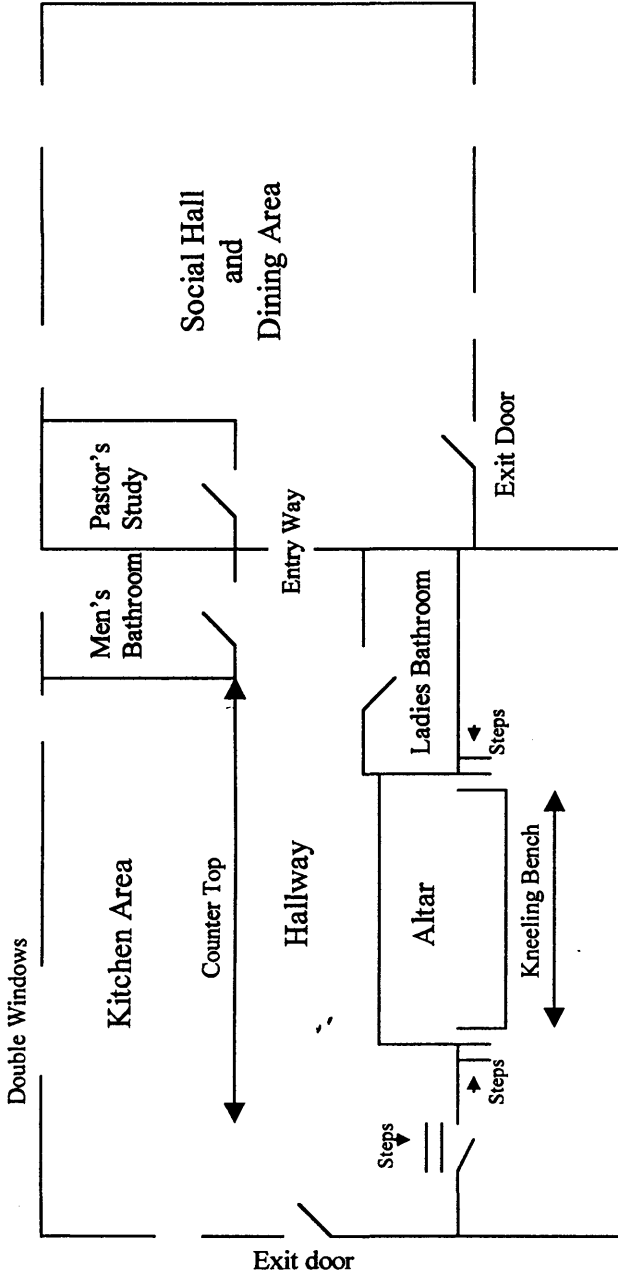 Double Windows
Kitchen Area
Men's
Bathroom
Pastor's
Study
Social Hall
and
Dining Area
Counter Top
Hallway
Entry Way
Exit door
Steps
Steps
Altar
Ladies Bathroom
Steps
Exit Door
Kneeling Bench